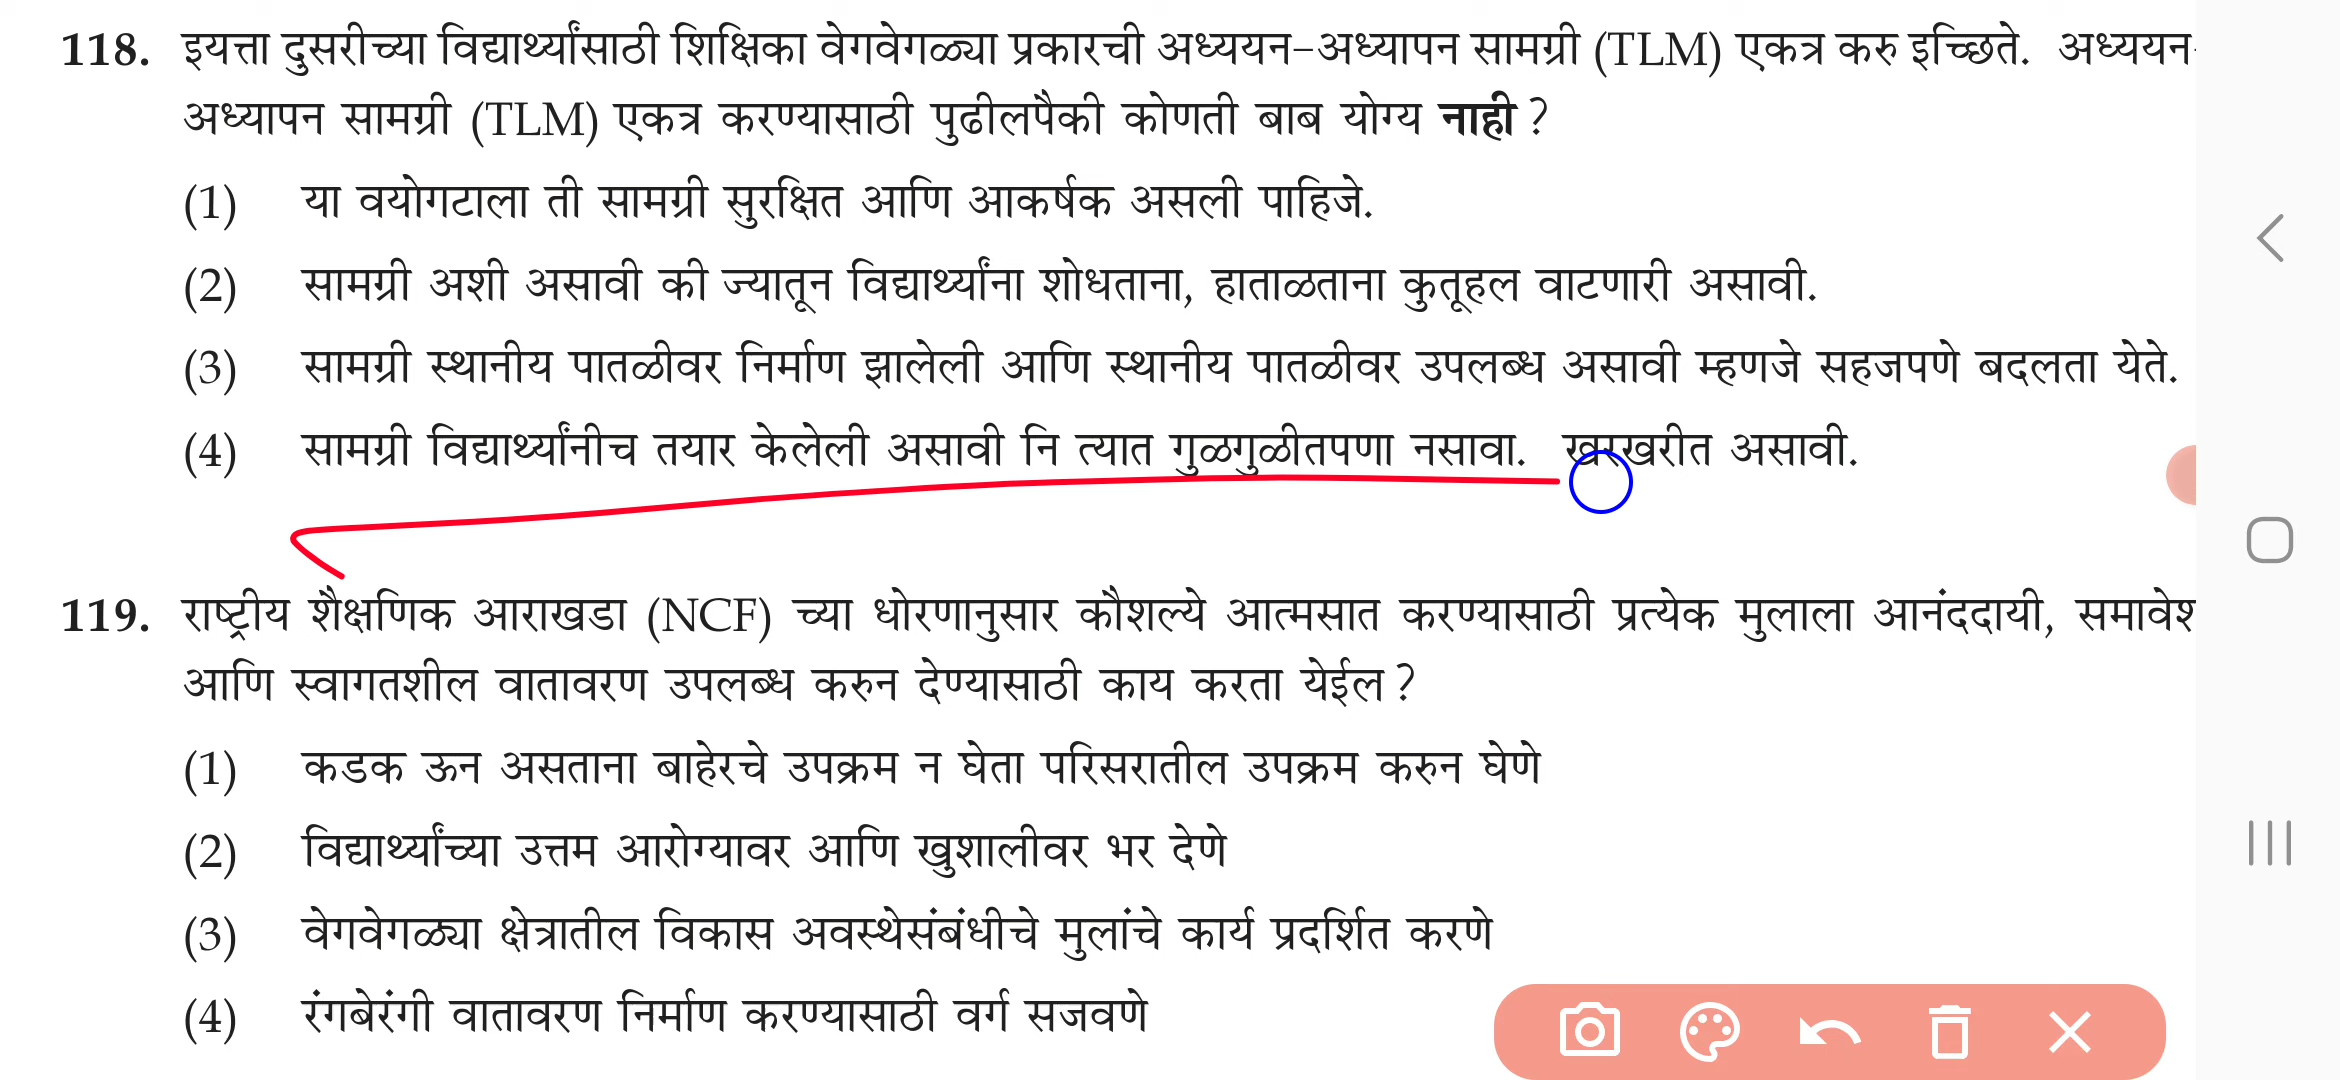 118. इयत्ता दुसरीच्या विद्यार्थ्यांसाठी शिक्षिका वेगवेगळ्या प्रकारची अध्ययन-अध्यापन सामग्री (TLM) एकत्र करु इच्छिते. अध्ययन-
अध्यापन सामग्री (TLM) एकत्र करण्यासाठी पुढीलपैकी कोणती बाब योग्य नाही ?
(1) या वयोगटाला ती सामग्री सुरक्षित आणि आकर्षक असली पाहिजे.
(2) सामग्री अशी असावी की ज्यातून विद्यार्थ्यांना शोधताना, हाताळताना कुतूहल वाटणारी असावी.
(3) सामग्री स्थानीय पातळीवर निर्माण झालेली आणि स्थानीय पातळीवर उपलब्ध असावी म्हणजे सहजपणे बदलता येते.
(4) सामग्री विद्यार्थ्यांनीच तयार केलेली असावी नि त्यात गुळगुळीतपणा नसावा. खरखरीत असावी.
119. राष्ट्रीय शैक्षणिक आराखडा (NCF) च्या धोरणानुसार कौशल्ये आत्मसात करण्यासाठी प्रत्येक मुलाला आनंददायी,
आणि स्वागतशील वातावरण उपलब्ध करुन देण्यासाठी काय करता येईल ?
(1) कडक ऊन असताना बाहेरचे उपक्रम न घेता परिसरातील उपक्रम करुन घेणे
(2) विद्यार्थ्यांच्या उत्तम आरोग्यावर आणि खुशालीवर भर देणे
(3) वेगवेगळ्या क्षेत्रातील विकास अवस्थेसंबंधीचे मुलांचे कार्य प्रदर्शित करणे
(4) रंगबेरंगी वातावरण निर्माण करण्यासाठी वर्ग सजवणे